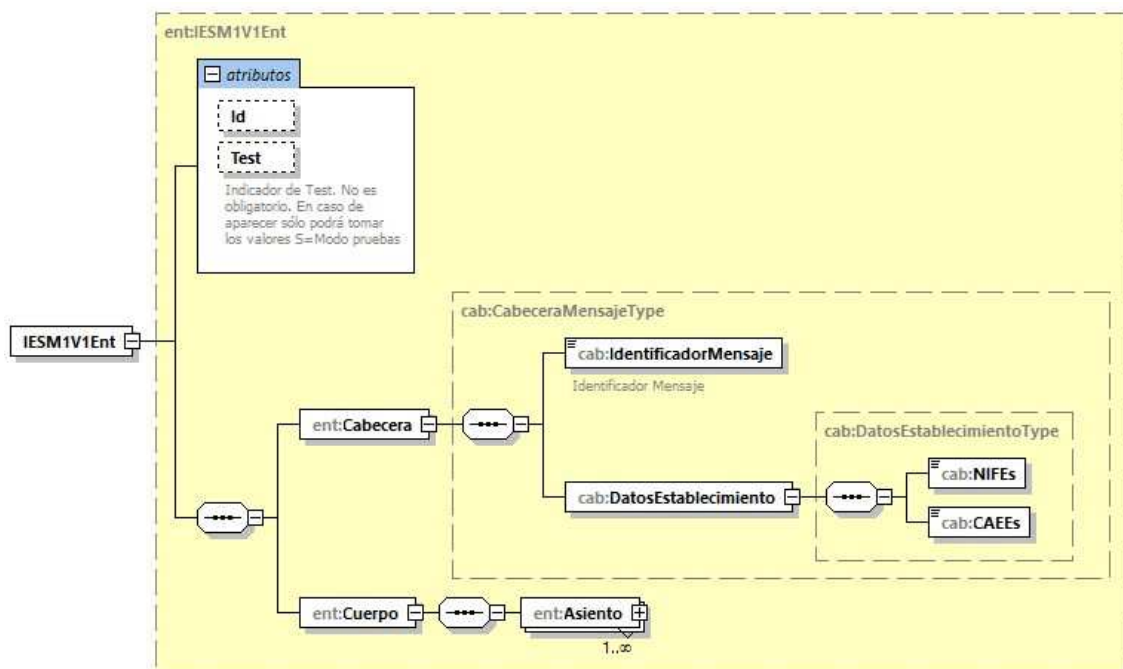 ent:IESM1V1Ent
atributos
Id
Test
Indicador de Test. No es
obligatorio. En caso de
aparecer sólo podrá tomar
los valores S=Modo pruebas
IESM1V1Ent
cab:CabeceraMensajeType
cab:IdentificadorMensaje
Identificador Mensaje
ent:Cabecera
cab:DatosEstablecimientoType
cab:NIFEs
cab:DatosEstablecimiento
cab:CAEEs
ent:Cuerpo
ent:Asiento
1..∞